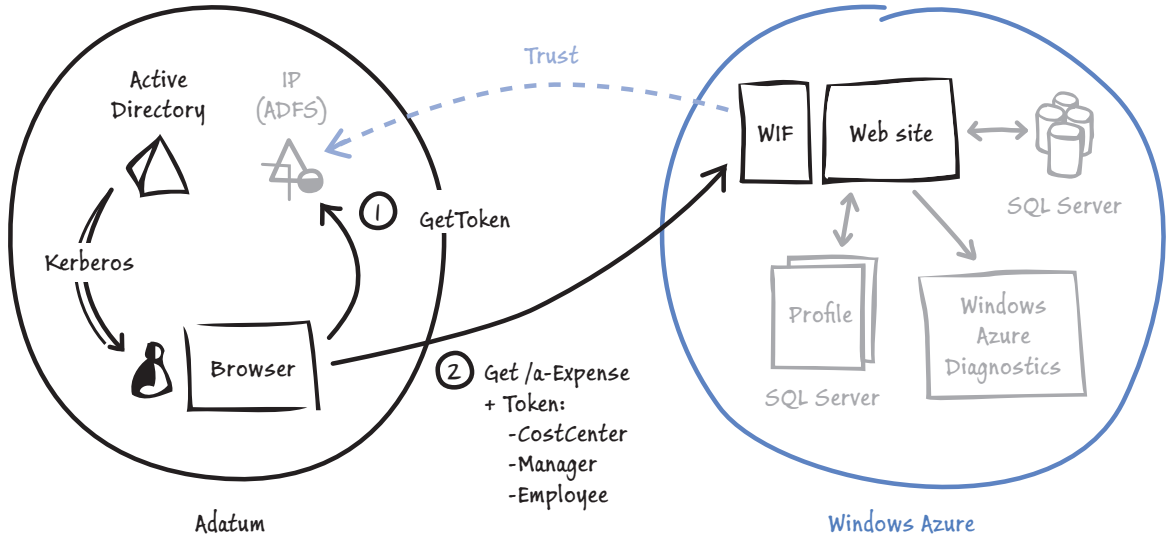 Trust
Active
Directory
IP
(ADFS)
WIF
Web site
SQL Server
1
GetToken
Kerberos
Profile
SQL Server
Windows
Azure
Diagnostics
Browser
2
Get /a-Expense
+ Token:
-CostCenter
-Manager
-Employee
Adatum
Windows Azure